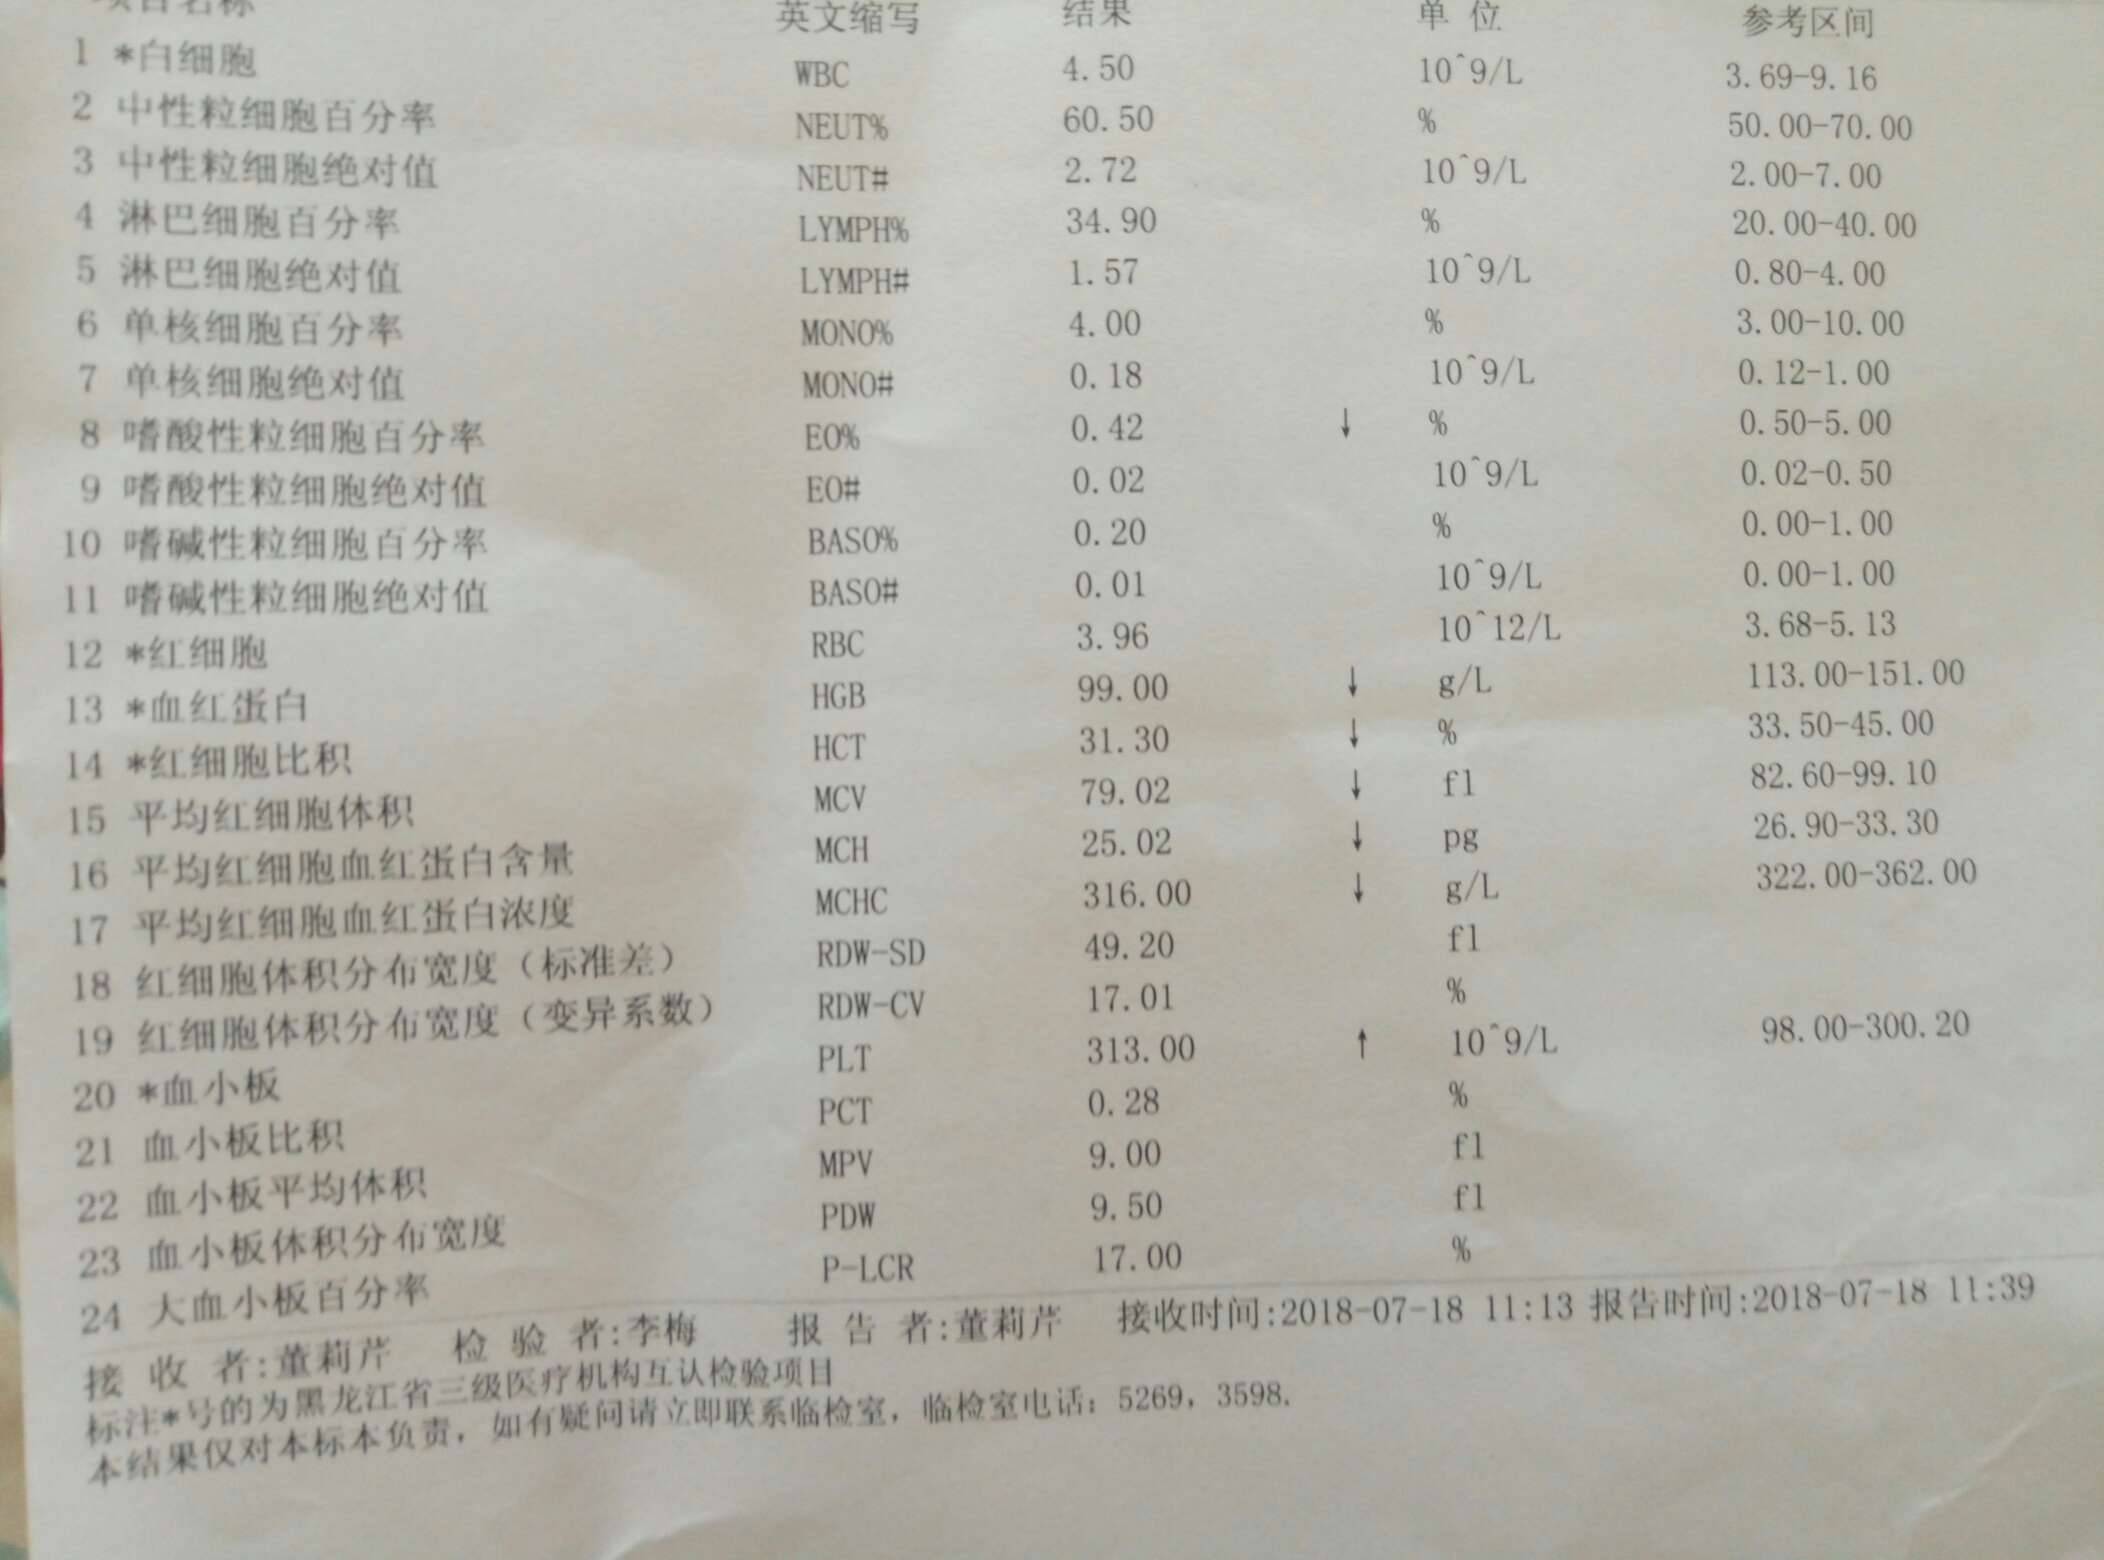 项目名称 英文缩写 结果 单 位 参考区间
1 *白细胞 WBC 4.50 10^9/L 3.69-9.16
2 中性粒细胞百分率 NEUT% 60.50 % 50.00-70.00
3 中性粒细胞绝对值 NEUT# 2.72 10^9/L 2.00-7.00
4 淋巴细胞百分率 LYMPH% 34.90 % 20.00-40.00
5 淋巴细胞绝对值 LYMPH# 1.57 10^9/L 0.80-4.00
6 单核细胞百分率 MONO% 4.00 % 3.00-10.00
7 单核细胞绝对值 MONO# 0.18 10^9/L 0.12-1.00
8 嗜酸性粒细胞百分率 EO% 0.42 ↓ % 0.50-5.00
9 嗜酸性粒细胞绝对值 EO# 0.02 10^9/L 0.02-0.50
10 嗜碱性粒细胞百分率 BASO% 0.20 % 0.00-1.00
11 嗜碱性粒细胞绝对值 BASO# 0.01 10^9/L 0.00-1.00
12 *红细胞 RBC 3.96 10^12/L 3.68-5.13
13 *血红蛋白 HGB 99.00 ↓ g/L 113.00-151.00
14 *红细胞比积 HCT 31.30 ↓ % 33.50-45.00
15 平均红细胞体积 MCV 79.02 ↓ fl 82.60-99.10
16 平均红细胞血红蛋白含量 MCH 25.02 ↓ pg 26.90-33.30
17 平均红细胞血红蛋白浓度 MCHC 316.00 ↓ g/L 322.00-362.00
18 红细胞体积分布宽度（标准差） RDW-SD 49.20 fl
19 红细胞体积分布宽度（变异系数） RDW-CV 17.01 %
20 *血小板 PLT 313.00 ↑ 10^9/L 98.00-300.20
21 血小板比积 PCT 0.28 %
22 血小板平均体积 MPV 9.00 fl
23 血小板体积分布宽度 PDW 9.50 fl
24 大血小板百分率 P-LCR 17.00 %
接 收 者:董莉芹 检 验 者:李梅 报 告 者:董莉芹 接收时间:2018-07-18 11:13 报告时间:2018-07-18 11:39
标注*号的为黑龙江省三级医疗机构互认检验项目
本结果仅对本标本负责，如有疑问请立即联系临检室，临检室电话：5269，3598.